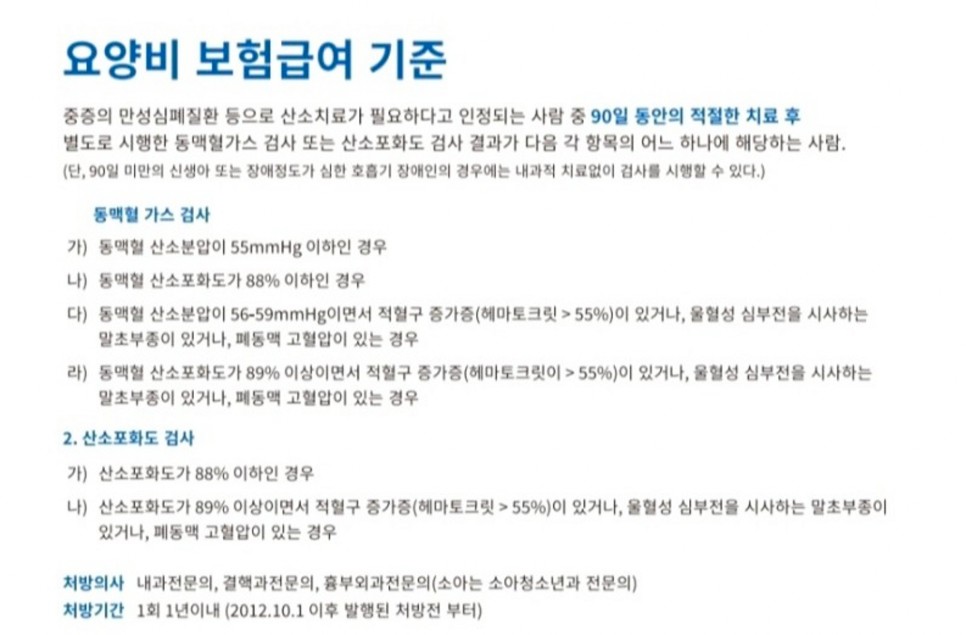 요양비 보험급여 기준
중증의 만성심폐질환 등으로 산소치료가 필요하다고 인정되는 사람 중 90일 동안의 적절한 치료 후
별도로 시행한 동맥혈가스 검사 또는 산소포화도 검사 결과가 다음 각 항목의 어느 하나에 해당하는 사람.
(단, 90일 미만의 신생아 또는 장애정도가 심한 호흡기 장애인의 경우에는 내과적 치료없이 검사를 시행할 수 있다.)
동맥혈 가스 검사
가) 동맥혈 산소분압이 55mmHg 이하인 경우
나) 동맥혈 산소포화도가 88% 이하인 경우
다) 동맥혈 산소분압이 56-59mmHg이면서 적혈구 증가증(헤마토크릿 > 55%)이 있거나, 울혈성 심부전을 시사하는
말초부종이 있거나, 폐동맥 고혈압이 있는 경우
라) 동맥혈 산소포화도가 89% 이상이면서 적혈구 증가증(헤마토크릿이 > 55%)이 있거나, 울혈성 심부전을 시사하는
말초부종이 있거나, 폐동맥 고혈압이 있는 경우
2. 산소포화도 검사
가) 산소포화도가 88% 이하인 경우
나) 산소포화도가 89% 이상이면서 적혈구 증가증(헤마토크릿 > 55%)이 있거나, 울혈성 심부전을 시사하는 말초부종이
있거나, 폐동맥 고혈압이 있는 경우
처방의사 내과전문의, 결핵과전문의, 흉부외과전문의(소아는 소아청소년과 전문의)
처방기간 1회 1년이내 (2012.10.1 이후 발행된 처방전 부터)